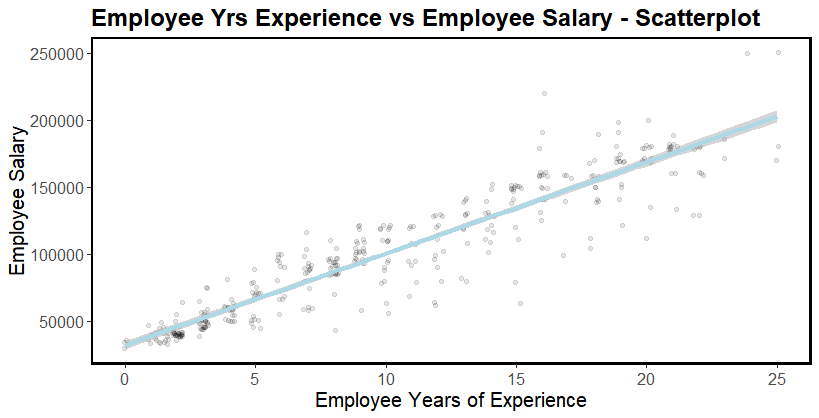 Employee Yrs Experience vs Employee Salary - Scatterplot
250000
200000
150000
100000
50000
Employee Salary
0 5 10 15 20 25
Employee Years of Experience